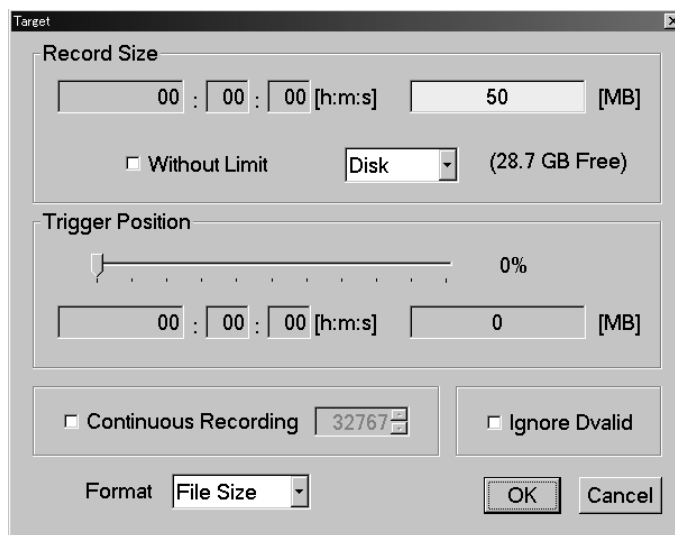 Target
Record Size
00 : 00 : 00 [h:m:s] 50 [MB]
Without Limit Disk (28.7 GB Free)
Trigger Position
0%
00 : 00 : 00 [h:m:s] 0 [MB]
Continuous Recording 32767 Ignore Dvalid
Format File Size OK Cancel